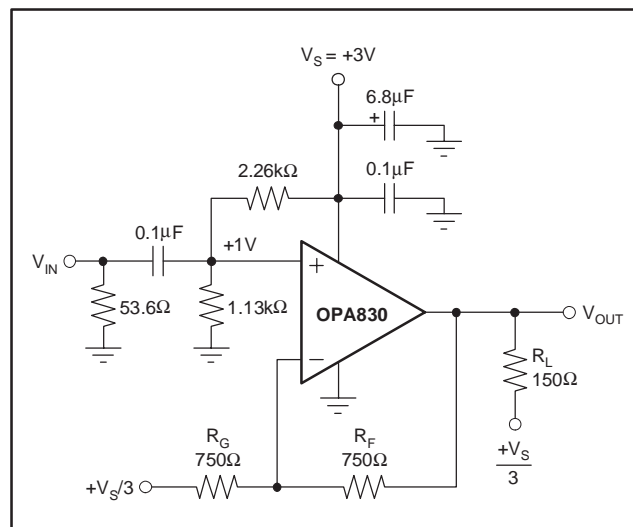 V_S = +3V
6.8μF
+
2.26kΩ
0.1μF
0.1μF
+1V
V_IN
+
53.6Ω
1.13kΩ
OPA830
V_OUT
−
R_L
150Ω
R_G
750Ω
R_F
750Ω
+V_S/3
+V_S
3